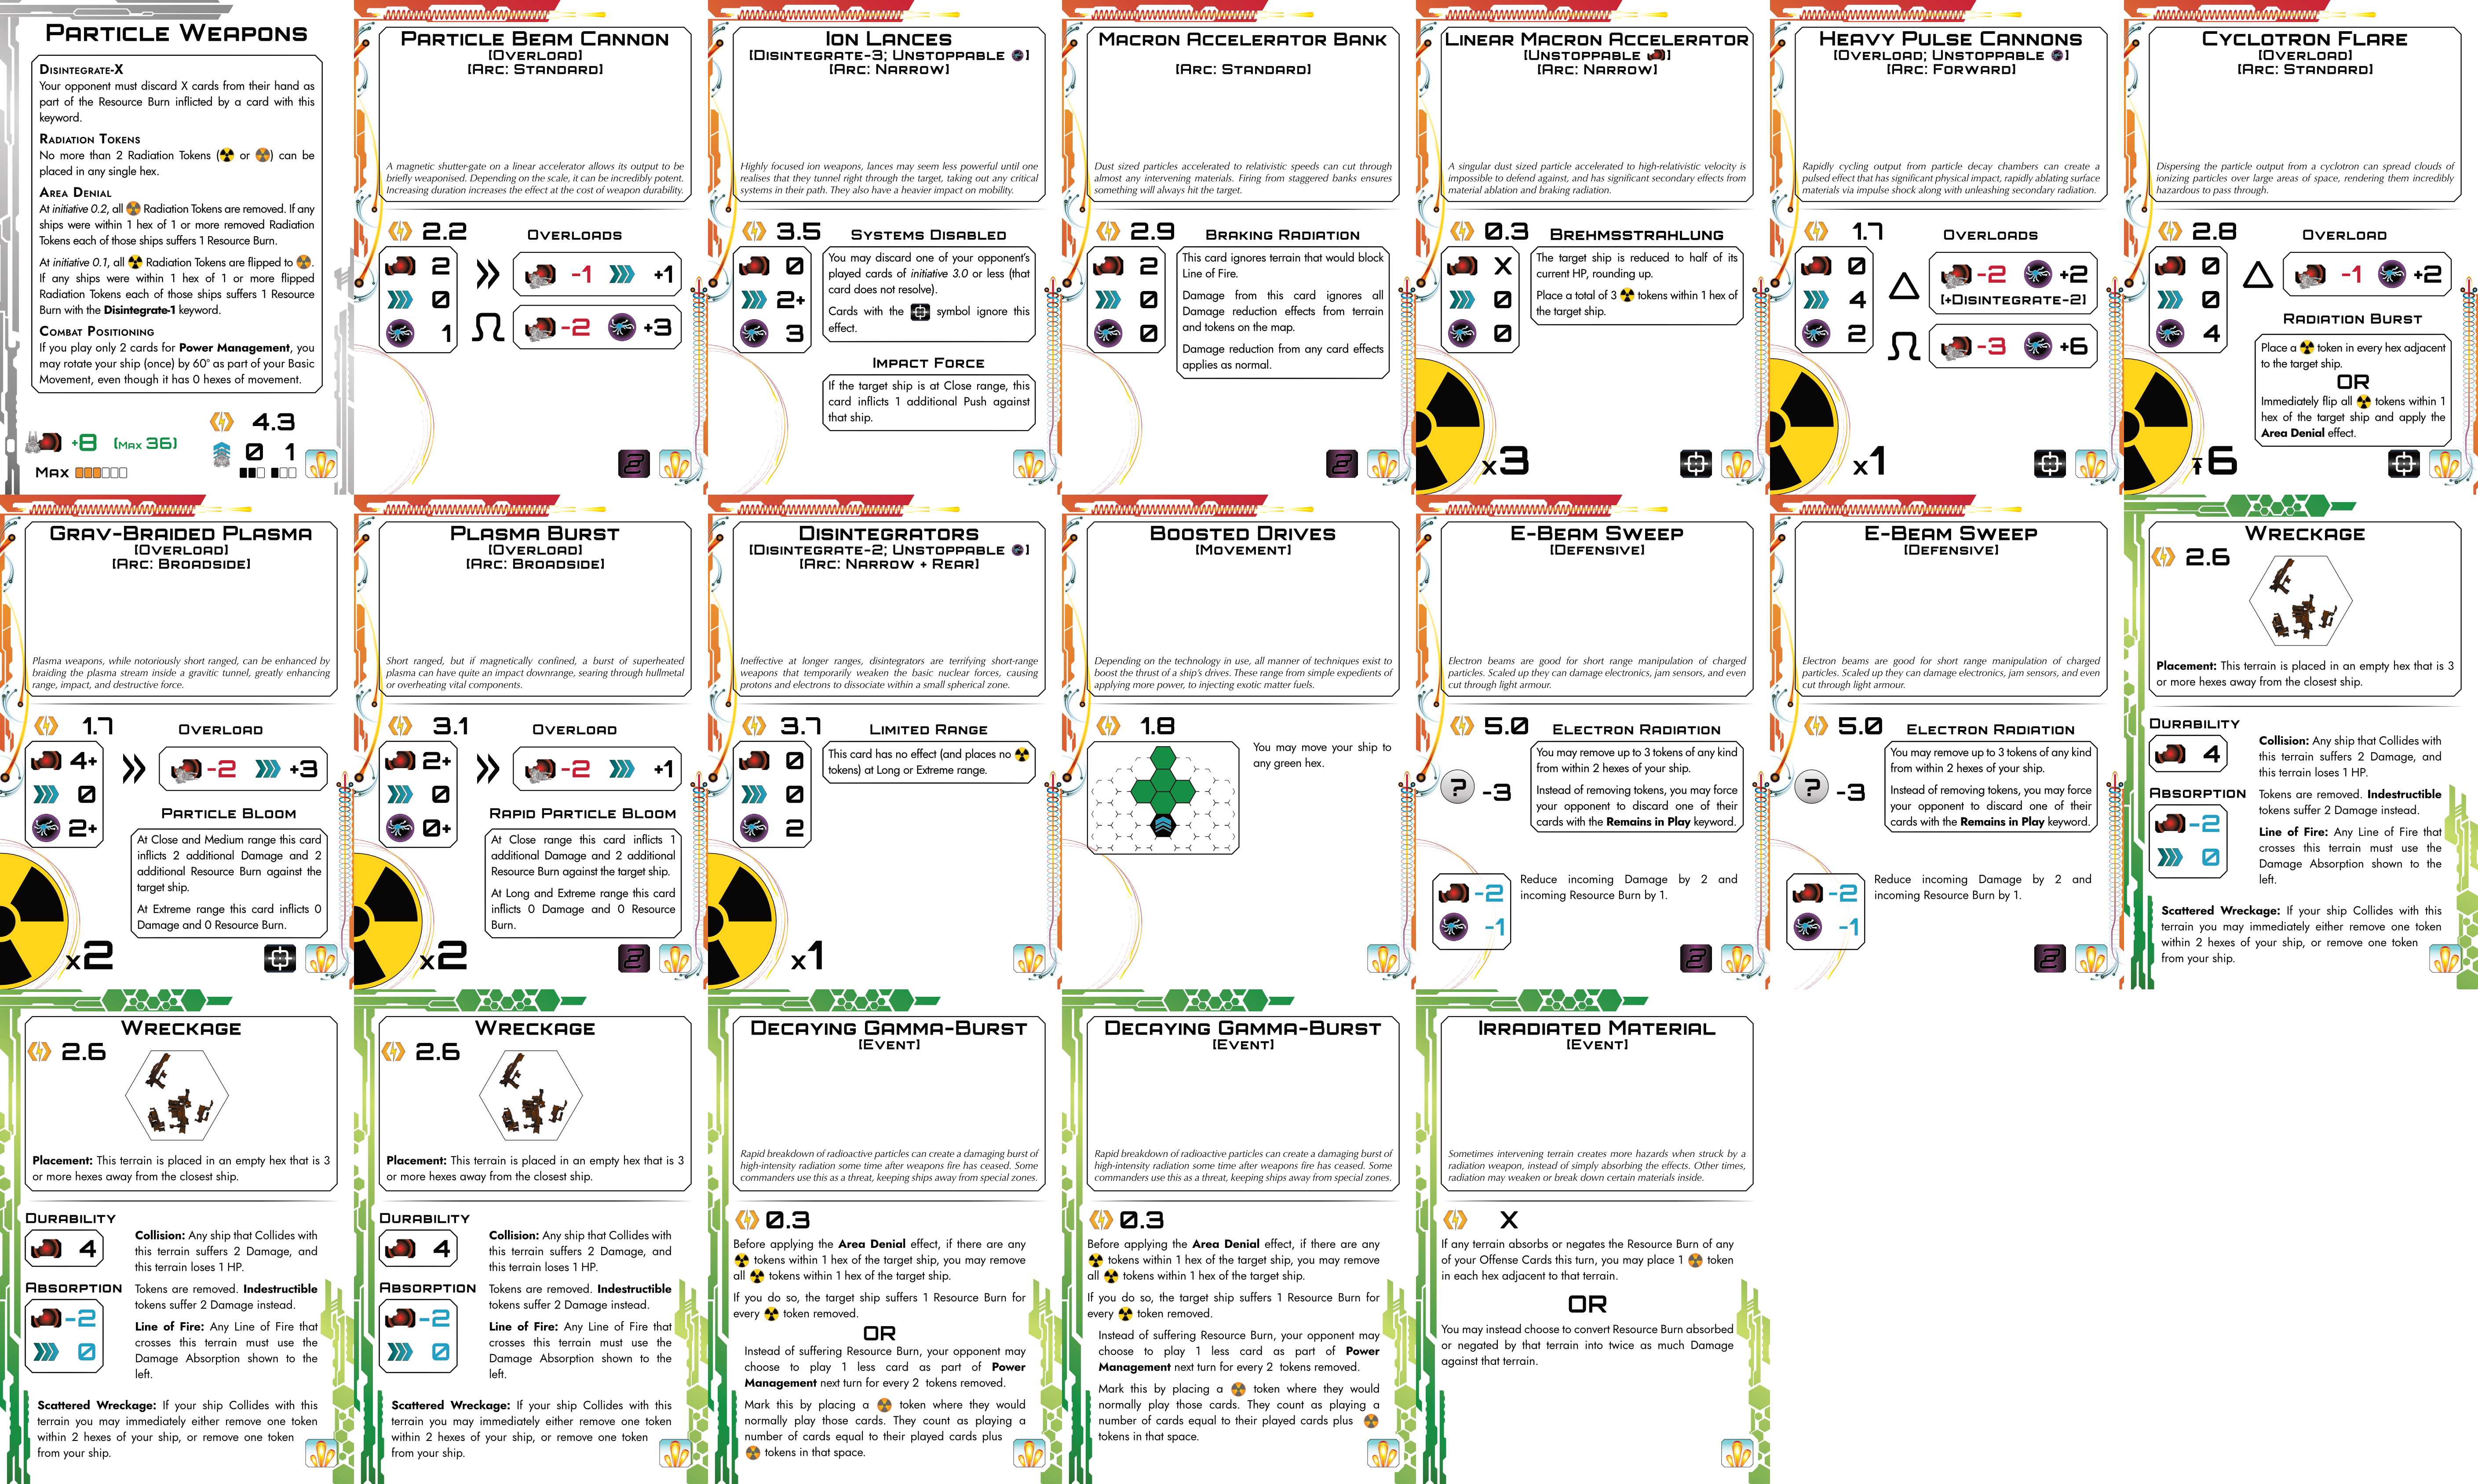 Particle Weapons
Disintegrate-X
Your opponent must discard X cards from their hand as
part of the Resource Burn inflicted by a card with this
keyword.
Radiation Tokens
No more than 2 Radiation Tokens ( or ) can be
placed in any single hex.
Area Denial
At initiative 0.2, all Radiation Tokens are removed. If any
ships were within 1 hex of 1 or more removed Radiation
Tokens each of those ships suffers 1 Resource Burn.
At initiative 0.1, all Radiation Tokens are flipped to .
If any ships were within 1 hex of 1 or more flipped
Radiation Tokens each of those ships suffers 1 Resource
Burn with the Disintegrate-1 keyword.
Combat Positioning
If you play only 2 cards for Power Management, you
may rotate your ship (once) by 60° as part of your Basic
Movement, even though it has 0 hexes of movement.
+8 (Max 36)
4.3
0 1
Max
Particle Beam Cannon
[Overload]
[Arc: Standard]
A magnetic shutter-gate on a linear accelerator allows its output to be
briefly weaponised. Depending on the scale, it can be incredibly potent.
Increasing duration increases the effect at the cost of weapon durability.
2.2
2
0
1
Overloads
-1 +1
-2 +3
2
Ion Lances
[Disintegrate-3; Unstoppable ]
[Arc: Narrow]
Highly focused ion weapons, lances may seem less powerful until one
realises that they tunnel right through the target, taking out any critical
systems in their path. They also have a heavier impact on mobility.
3.5
0
2+
3
Systems Disabled
You may discard one of your opponent's
played cards of initiative 3.0 or less (that
card does not resolve).
Cards with the symbol ignore this
effect.
Impact Force
If the target ship is at Close range, this
card inflicts 1 additional Push against
that ship.
Macron Accelerator Bank
[Arc: Standard]
Dust sized particles accelerated to relativistic speeds can cut through
almost any intervening materials. Firing from staggered banks ensures
something will always hit the target.
2.9
2
0
0
Braking Radiation
This card ignores terrain that would block
Line of Fire.
Damage from this card ignores all
Damage reduction effects from terrain
and tokens on the map.
Damage reduction from any card effects
applies as normal.
2
Linear Macron Accelerator
[Unstoppable ]
[Arc: Narrow]
A singular dust sized particle accelerated to high-relativistic velocity is
impossible to defend against, and has significant secondary effects from
material ablation and braking radiation.
0.3
X
0
0
Brehmsstrahlung
The target ship is reduced to half of its
current HP, rounding up.
Place a total of 3 tokens within 1 hex of
the target ship.
x3
Heavy Pulse Cannons
[Overload; Unstoppable ]
[Arc: Forward]
Rapidly cycling output from particle decay chambers can create a
pulsed effect that has significant physical impact, rapidly ablating surface
materials via impulse shock along with unleashing secondary radiation.
1.7
0
4
2
Overloads
-2 +2
[+Disintegrate-2]
-3 +6
x1
Cyclotron Flare
[Overload]
[Arc: Standard]
Dispersing the particle output from a cyclotron can spread clouds of
ionizing particles over large areas of space, rendering them incredibly
hazardous to pass through.
2.8
0
0
4
Overload
-1 +2
Radiation Burst
Place a token in every hex adjacent
to the target ship.
OR
Immediately flip all tokens within 1
hex of the target ship and apply the
Area Denial effect.
6
Grav-Braided Plasma
[Overload]
[Arc: Broadside]
Plasma weapons, while notoriously short ranged, can be enhanced by
braiding the plasma stream inside a gravitic tunnel, greatly enhancing
range, impact, and destructive force.
1.7
4+
0
2+
Overload
-2 +3
Particle Bloom
At Close and Medium range this card
inflicts 2 additional Damage and 2
additional Resource Burn against the
target ship.
At Extreme range this card inflicts 0
Damage and 0 Resource Burn.
x2
Plasma Burst
[Overload]
[Arc: Broadside]
Short ranged, but if magnetically confined, a burst of superheated
plasma can have quite an impact downrange, searing through hullmetal
or overheating vital components.
3.1
2+
0
0+
Overload
-2 +1
Rapid Particle Bloom
At Close range this card inflicts 1
additional Damage and 2 additional
Resource Burn against the target ship.
At Long and Extreme range this card
inflicts 0 Damage and 0 Resource
Burn.
x2
2
Disintegrators
[Disintegrate-2; Unstoppable ]
[Arc: Narrow + Rear]
Ineffective at longer ranges, disintegrators are terrifying short-range
weapons that temporarily weaken the basic nuclear forces, causing
protons and electrons to dissociate within a small spherical zone.
3.7
0
0
2
Limited Range
This card has no effect (and places no
tokens) at Long or Extreme range.
x1
Boosted Drives
[Movement]
Depending on the technology in use, all manner of techniques exist to
boost the thrust of a ship's drives. These range from simple expedients of
applying more power, to injecting exotic matter fuels.
1.8
You may move your ship to
any green hex.
E-Beam Sweep
[Defensive]
Electron beams are good for short range manipulation of charged
particles. Scaled up they can damage electronics, jam sensors, and even
cut through light armour.
5.0
? -3
Electron Radiation
You may remove up to 3 tokens of any kind
from within 2 hexes of your ship.
Instead of removing tokens, you may force
your opponent to discard one of their
cards with the Remains in Play keyword.
-2
-1
Reduce incoming Damage by 2 and
incoming Resource Burn by 1.
2
E-Beam Sweep
[Defensive]
Electron beams are good for short range manipulation of charged
particles. Scaled up they can damage electronics, jam sensors, and even
cut through light armour.
5.0
? -3
Electron Radiation
You may remove up to 3 tokens of any kind
from within 2 hexes of your ship.
Instead of removing tokens, you may force
your opponent to discard one of their
cards with the Remains in Play keyword.
-2
-1
Reduce incoming Damage by 2 and
incoming Resource Burn by 1.
2
Wreckage
2.6
Placement: This terrain is placed in an empty hex that is 3
or more hexes away from the closest ship.
Durability
4
Absorption
-2
0
Collision: Any ship that Collides with
this terrain suffers 2 Damage, and
this terrain loses 1 HP.
Tokens are removed. Indestructible
tokens suffer 2 Damage instead.
Line of Fire: Any Line of Fire that
crosses this terrain must use the
Damage Absorption shown to the
left.
Scattered Wreckage: If your ship Collides with this
terrain you may immediately either remove one token
within 2 hexes of your ship, or remove one token
from your ship.
Wreckage
2.6
Placement: This terrain is placed in an empty hex that is 3
or more hexes away from the closest ship.
Durability
4
Absorption
-2
0
Collision: Any ship that Collides with
this terrain suffers 2 Damage, and
this terrain loses 1 HP.
Tokens are removed. Indestructible
tokens suffer 2 Damage instead.
Line of Fire: Any Line of Fire that
crosses this terrain must use the
Damage Absorption shown to the
left.
Scattered Wreckage: If your ship Collides with this
terrain you may immediately either remove one token
within 2 hexes of your ship, or remove one token
from your ship.
Wreckage
2.6
Placement: This terrain is placed in an empty hex that is 3
or more hexes away from the closest ship.
Durability
4
Absorption
-2
0
Collision: Any ship that Collides with
this terrain suffers 2 Damage, and
this terrain loses 1 HP.
Tokens are removed. Indestructible
tokens suffer 2 Damage instead.
Line of Fire: Any Line of Fire that
crosses this terrain must use the
Damage Absorption shown to the
left.
Scattered Wreckage: If your ship Collides with this
terrain you may immediately either remove one token
within 2 hexes of your ship, or remove one token
from your ship.
Decaying Gamma-Burst
[Event]
Rapid breakdown of radioactive particles can create a damaging burst of
high-intensity radiation some time after weapons fire has ceased. Some
commanders use this as a threat, keeping ships away from special zones.
0.3
Before applying the Area Denial effect, if there are any
tokens within 1 hex of the target ship, you may remove
all tokens within 1 hex of the target ship.
If you do so, the target ship suffers 1 Resource Burn for
every token removed.
OR
Instead of suffering Resource Burn, your opponent may
choose to play 1 less card as part of Power
Management next turn for every 2 tokens removed.
Mark this by placing a token where they would
normally play those cards. They count as playing a
number of cards equal to their played cards plus
tokens in that space.
Decaying Gamma-Burst
[Event]
Rapid breakdown of radioactive particles can create a damaging burst of
high-intensity radiation some time after weapons fire has ceased. Some
commanders use this as a threat, keeping ships away from special zones.
0.3
Before applying the Area Denial effect, if there are any
tokens within 1 hex of the target ship, you may remove
all tokens within 1 hex of the target ship.
If you do so, the target ship suffers 1 Resource Burn for
every token removed.
Instead of suffering Resource Burn, your opponent may
choose to play 1 less card as part of Power
Management next turn for every 2 tokens removed.
Mark this by placing a token where they would
normally play those cards. They count as playing a
number of cards equal to their played cards plus
tokens in that space.
Irradiated Material
[Event]
Sometimes intervening terrain creates more hazards when struck by a
radiation weapon, instead of simply absorbing the effects. Other times,
radiation may weaken or break down certain materials inside.
X
If any terrain absorbs or negates the Resource Burn of any
of your Offense Cards this turn, you may place 1 token
in each hex adjacent to that terrain.
OR
You may instead choose to convert Resource Burn absorbed
or negated by that terrain into twice as much Damage
against that terrain.